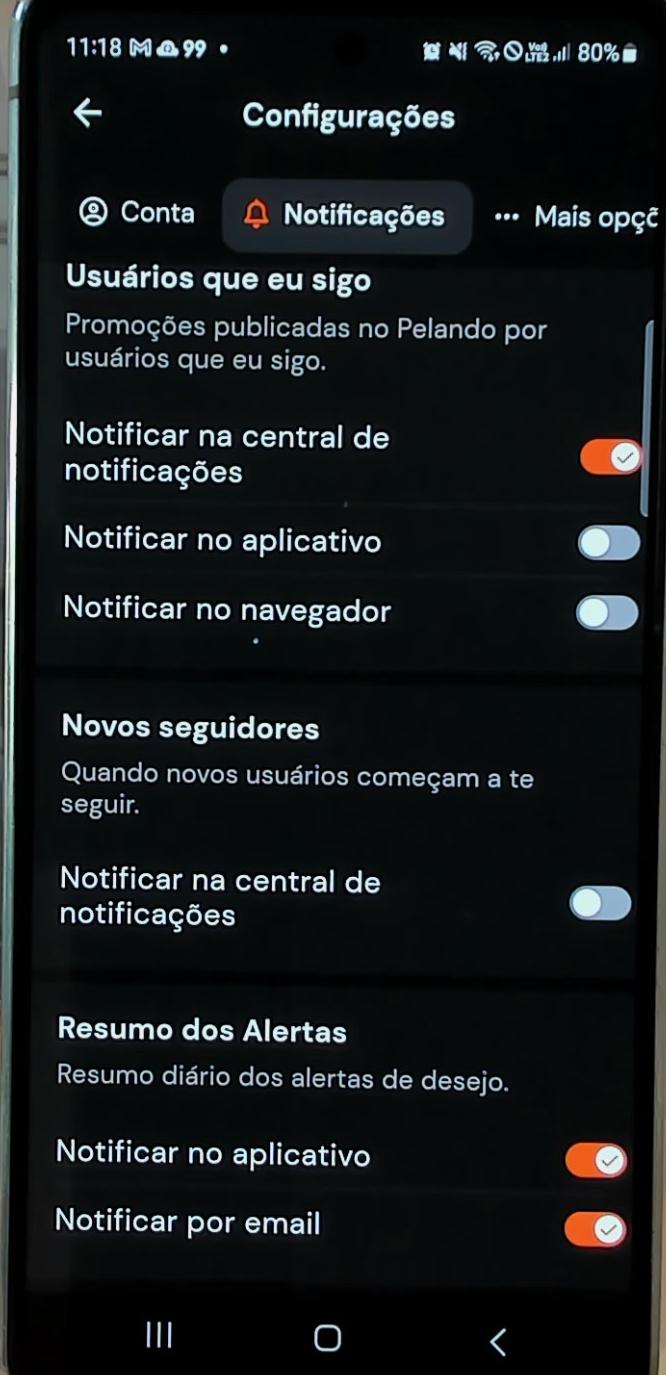 11:18 99
VoD LTE2 80%
Configurações
Conta Notificações ••• Mais opçõ
Usuários que eu sigo
Promoções publicadas no Pelando por
usuários que eu sigo.
Notificar na central de
notificações
Notificar no aplicativo
Notificar no navegador
Novos seguidores
Quando novos usuários começam a te
seguir.
Notificar na central de
notificações
Resumo dos Alertas
Resumo diário dos alertas de desejo.
Notificar no aplicativo
Notificar por email